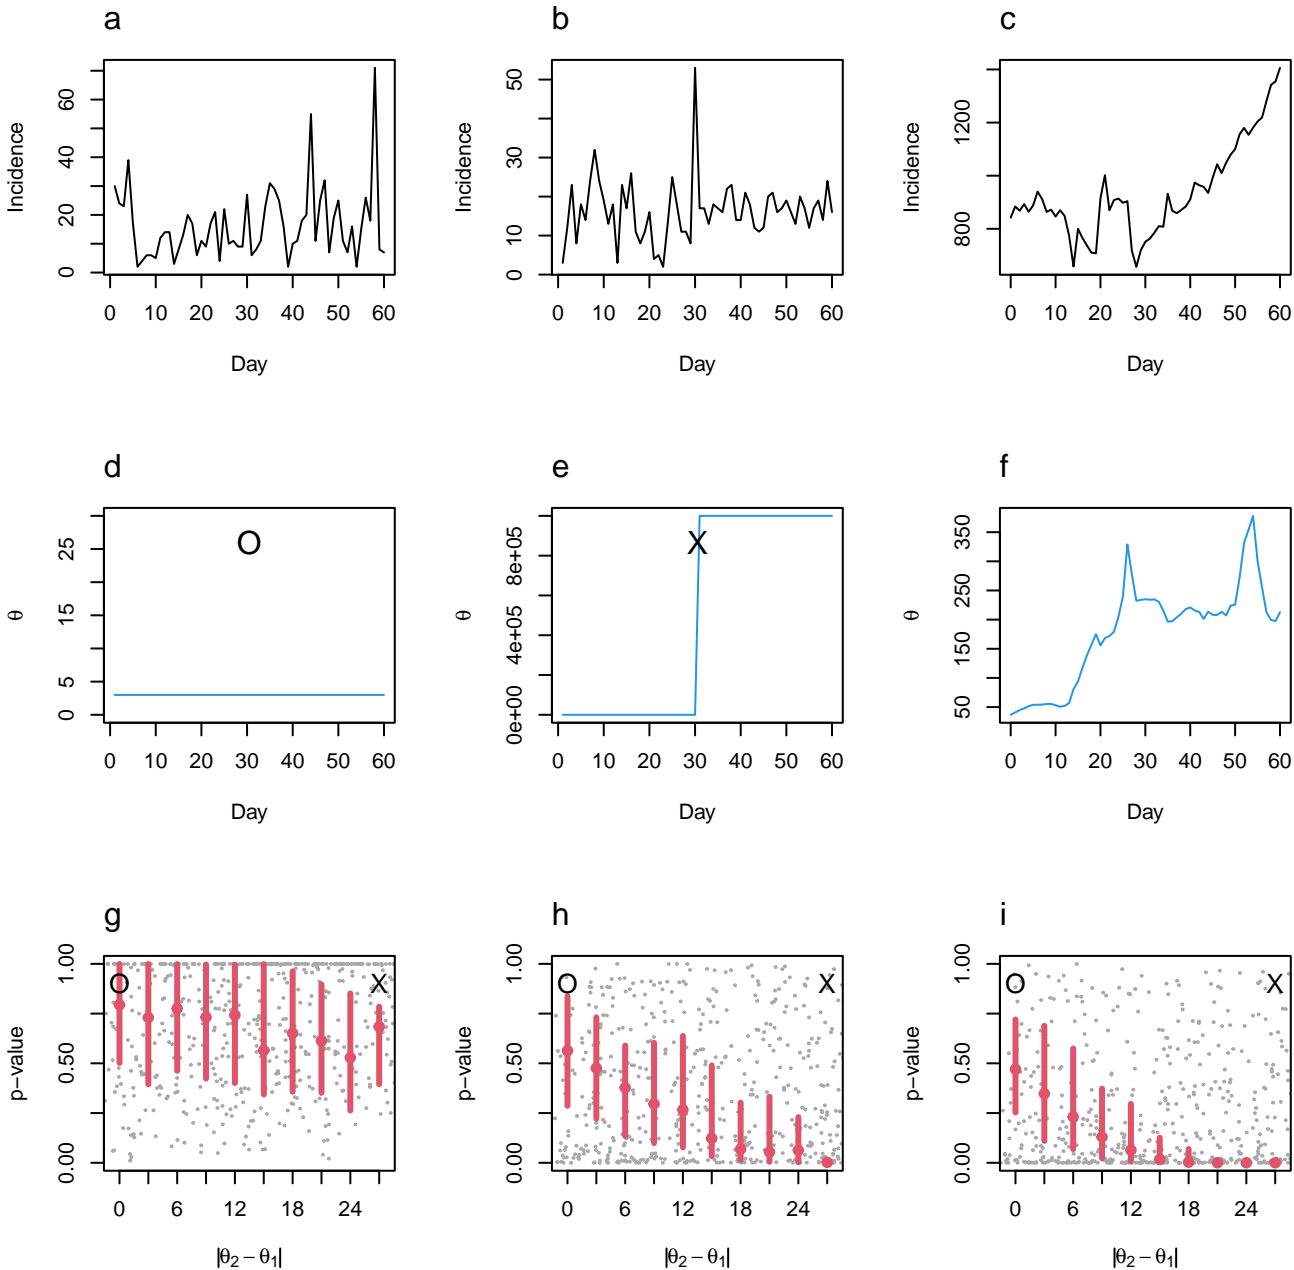 a
b
c
Incidence
0 20 40 60
0 10 20 30 40 50 60
Day
Incidence
0 10 30 50
0 10 20 30 40 50 60
Day
Incidence
800 1200
0 10 20 30 40 50 60
Day
d
e
f
θ
0 5 15 25
O
0 10 20 30 40 50 60
Day
θ
0e+00 4e+05 8e+05
X
0 10 20 30 40 50 60
Day
θ
50 150 250 350
0 10 20 30 40 50 60
Day
g
h
i
p−value
0.00 0.50 1.00
O X
0 6 12 18 24
|θ2 − θ1|
p−value
0.00 0.50 1.00
O X
0 6 12 18 24
|θ2 − θ1|
p−value
0.00 0.50 1.00
O X
0 6 12 18 24
|θ2 − θ1|